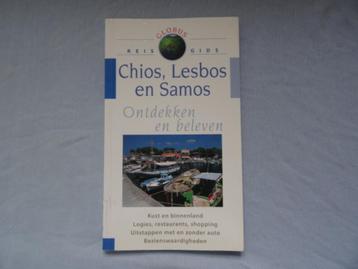 GLOBUS
REIS GIDS
Chios, Lesbos
en Samos
Ontdekken
en beleven
Kust en binnenland
Logies, restaurants, shopping
Uitstappen met en zonder auto
Bezienswaardigheden